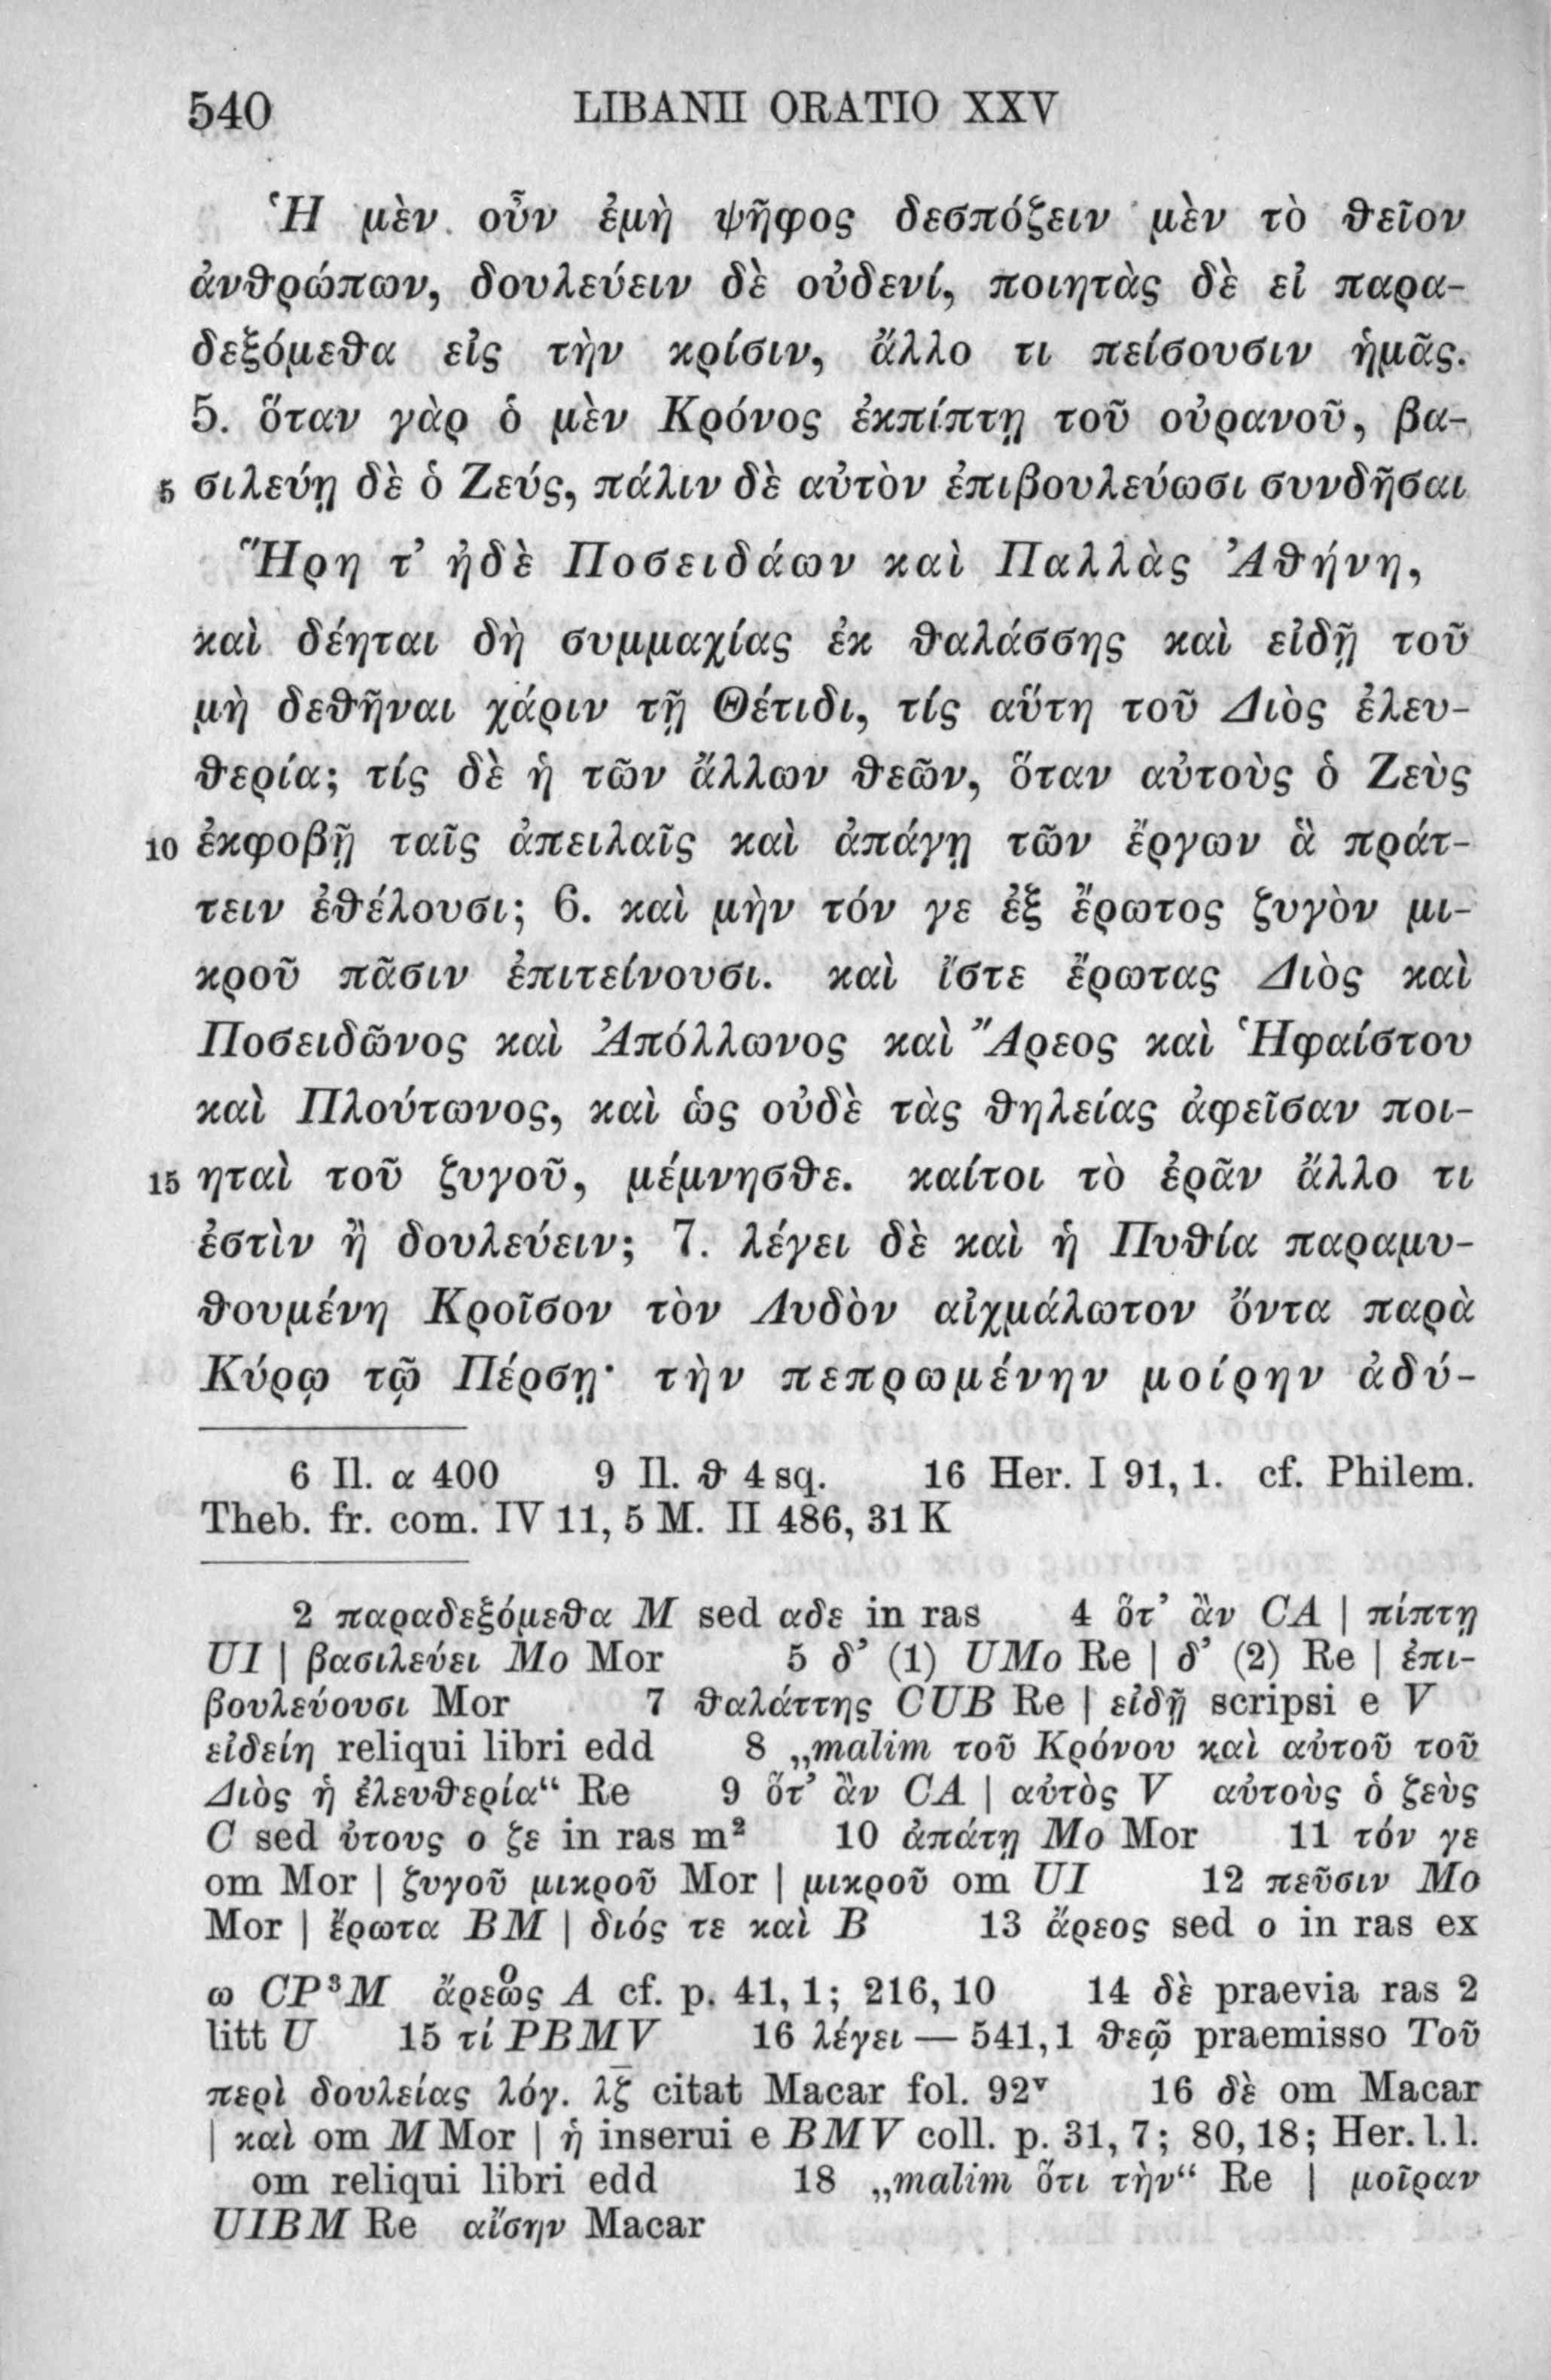 540 LIBANII ORATIO XXV
Ἡ μὲν οὖν ἐμὴ ψῆφος δεσπόζειν μὲν τὸ θεῖον
ἀνθρώπων, δουλεύειν δὲ οὐδενί, ποιητὰς δὲ εἰ παρα-
δεξόμεθα εἰς τὴν κρίσιν, ἄλλο τι πείσουσιν ἡμᾶς.
5. ὅταν γὰρ ὁ μὲν Κρόνος ἐκπίπτῃ τοῦ οὐρανοῦ, βα-
5 σιλεύῃ δὲ ὁ Ζεύς, πάλιν δὲ αὐτὸν ἐπιβουλεύωσι συνδῆσαι
Ἥρη τ’ ἠδὲ Ποσειδάων καὶ Παλλὰς Ἀθήνη,
καὶ δέηται δὴ συμμαχίας ἐκ θαλάσσης καὶ εἰδῇ τοῦ
μὴ δεθῆναι χάριν τῇ Θέτιδι, τίς αὕτη τοῦ Διὸς ἐλευ-
θερία; τίς δὲ ἡ τῶν ἄλλων θεῶν, ὅταν αὐτοὺς ὁ Ζεὺς
10 ἐκφοβῇ ταῖς ἀπειλαῖς καὶ ἀπάγῃ τῶν ἔργων ἃ πράτ-
τειν ἐθέλουσι; 6. καὶ μὴν τόν γε ἐξ ἔρωτος ζυγὸν μι-
κροῦ πᾶσιν ἐπιτείνουσι. καὶ ἴστε ἔρωτας Διὸς καὶ
Ποσειδῶνος καὶ Ἀπόλλωνος καὶ Ἄρεος καὶ Ἡφαίστου
καὶ Πλούτωνος, καὶ ὡς οὐδὲ τὰς θηλείας ἀφεῖσαν ποι-
15 ηταὶ τοῦ ζυγοῦ, μέμνησθε. καίτοι τὸ ἐρᾶν ἄλλο τι
ἐστὶν ἢ δουλεύειν; 7. λέγει δὲ καὶ ἡ Πυθία παραμυ-
θουμένη Κροῖσον τὸν Λυδὸν αἰχμάλωτον ὄντα παρὰ
Κύρῳ τῷ Πέρσῃ· τὴν πεπρωμένην μοίρην ἀδύ-
6 Il. α 400 9 Il. θ 4 sq. 16 Her. I 91, 1. cf. Philem.
Theb. fr. com. IV 11, 5 M. II 486, 31 K
2 παραδεξόμεθα M sed αδε in ras 4 ὅτ’ ἂν CA | πίπτῃ
UI | βασιλεύει Mo Mor 5 δ’ (1) UMo Re | δ’ (2) Re | ἐπι-
βουλεύουσι Mor 7 θαλάττης CUB Re | εἰδῇ scripsi e V
εἰδείη reliqui libri edd 8 „malim τοῦ Κρόνου καὶ αὐτοῦ τοῦ
Διὸς ἡ ἐλευθερία“ Re 9 ὅτ’ ἂν CA | αὐτὸς V αὐτοὺς ὁ ζεὺς
C sed ὐτους ο ζε in ras m² 10 ἀπάτῃ Mo Mor 11 τόν γε
om Mor | ζυγοῦ μικροῦ Mor | μικροῦ om UI 12 πεῦσιν Mo
Mor | ἔρωτα BM | διός τε καὶ B 13 ἄρεος sed ο in ras ex
ω CP³M ἄρεως A cf. p. 41, 1; 216, 10 14 δὲ praevia ras 2
litt U 15 τί PBMV 16 λέγει — 541, 1 θεῷ praemisso Τοῦ
περὶ δουλείας λόγ. λζ citat Macar fol. 92ᵛ 16 δὲ om Macar
| καὶ om M Mor | ἡ inserui e BMV coll. p. 31, 7; 80, 18; Her. l. l.
om reliqui libri edd 18 „malim ὅτι τὴν“ Re | μοῖραν
UIBM Re αἴσην Macar